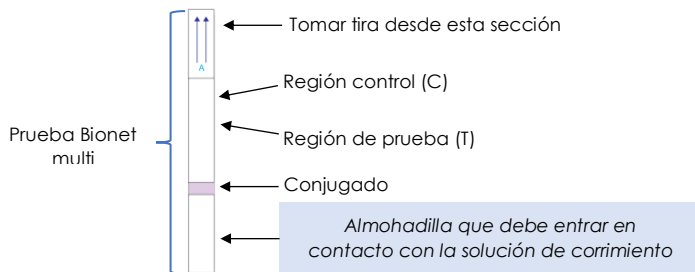 Tomar tira desde esta sección
A
Región control (C)
Prueba Bionet
multi
Región de prueba (T)
Conjugado
Almohadilla que debe entrar en
contacto con la solución de corrimiento